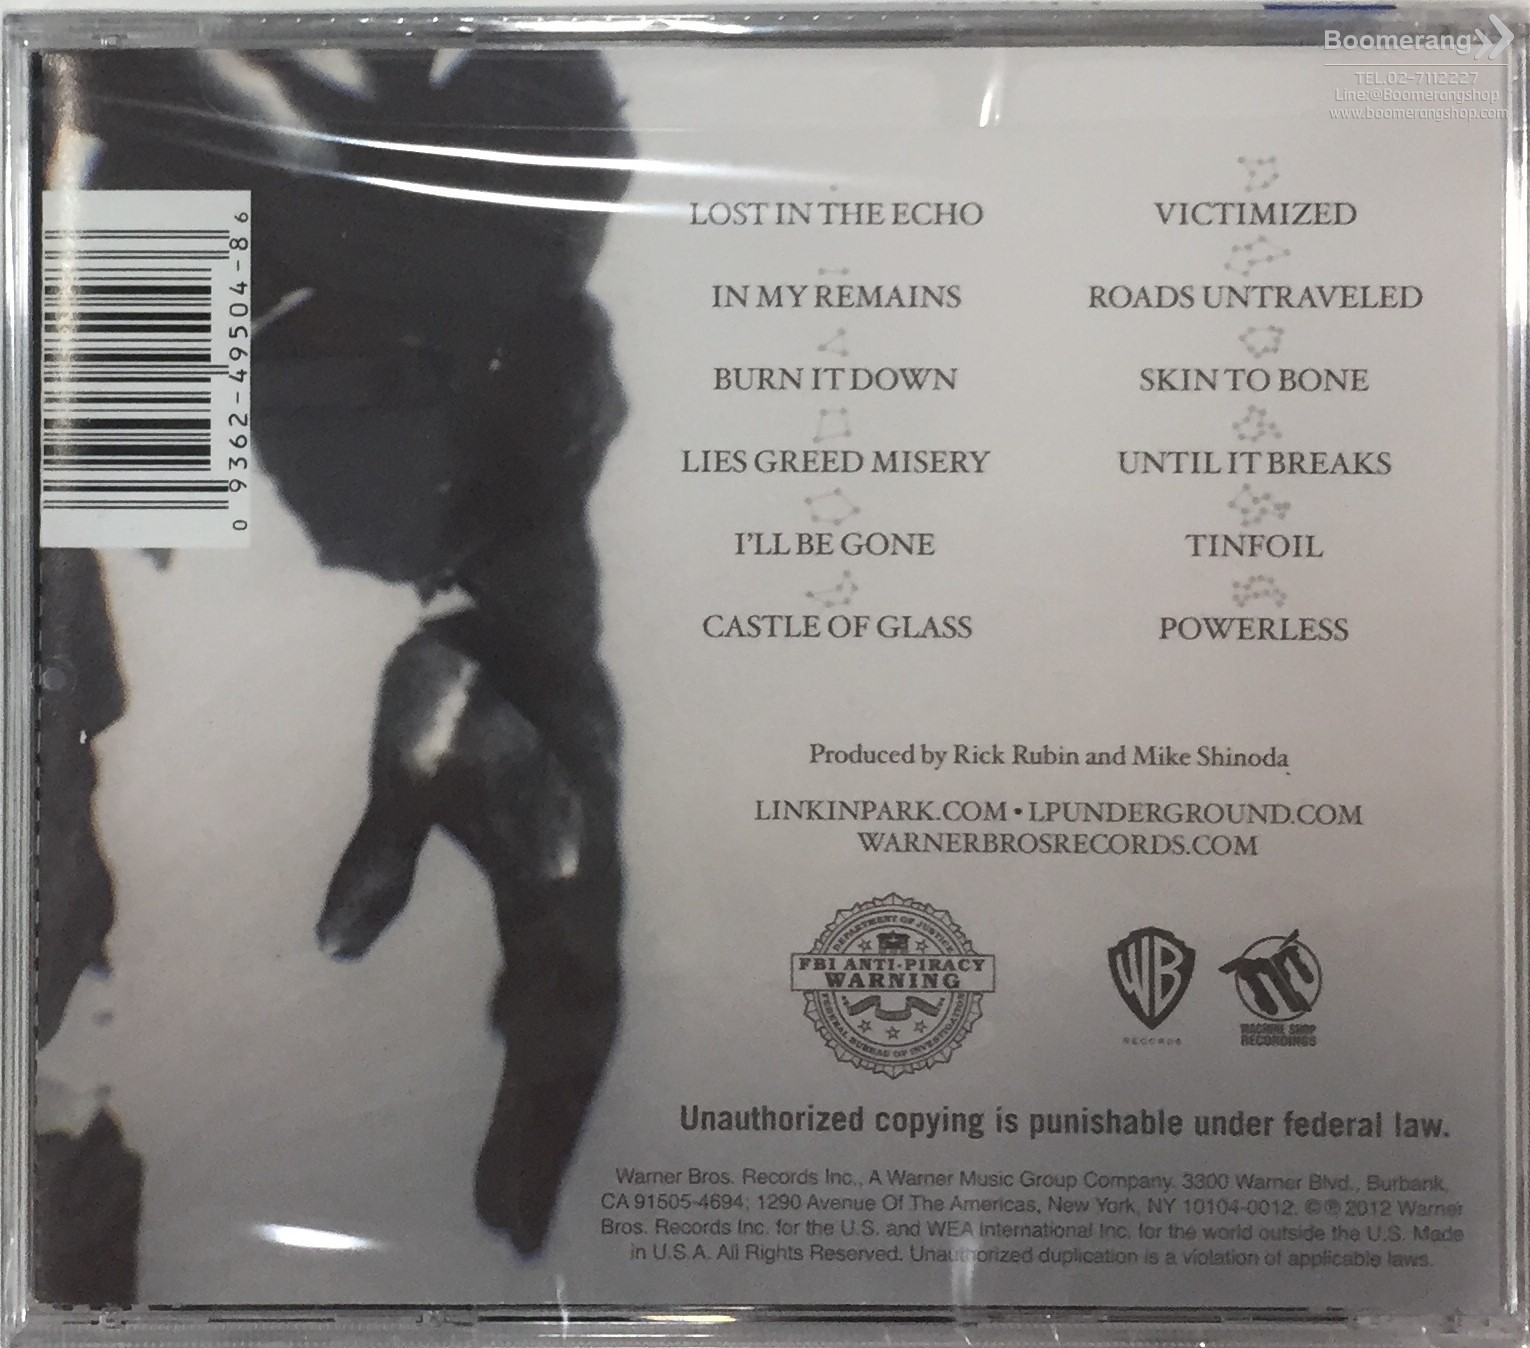 Boomerang
TEL.02-7112227
Line:@Boomerangshop
www.boomerangshop.com
0 9362-49504-8 6
LOST IN THE ECHO
IN MY REMAINS
BURN IT DOWN
LIES GREED MISERY
I'LL BE GONE
CASTLE OF GLASS
VICTIMIZED
ROADS UNTRAVELED
SKIN TO BONE
UNTIL IT BREAKS
TINFOIL
POWERLESS
Produced by Rick Rubin and Mike Shinoda
LINKINPARK.COM • LPUNDERGROUND.COM
WARNERBROSRECORDS.COM
DEPARTMENT OF JUSTICE
FBI ANTI-PIRACY
WARNING
FEDERAL BUREAU OF INVESTIGATION
WB
RECORDS
MACHINE SHOP
RECORDINGS
Unauthorized copying is punishable under federal law.
Warner Bros. Records Inc., A Warner Music Group Company. 3300 Warner Blvd., Burbank,
CA 91505-4694; 1290 Avenue Of The Americas, New York, NY 10104-0012. ©℗ 2012 Warner
Bros. Records Inc. for the U.S. and WEA International Inc. for the world outside the U.S. Made
in U.S.A. All Rights Reserved. Unauthorized duplication is a violation of applicable laws.